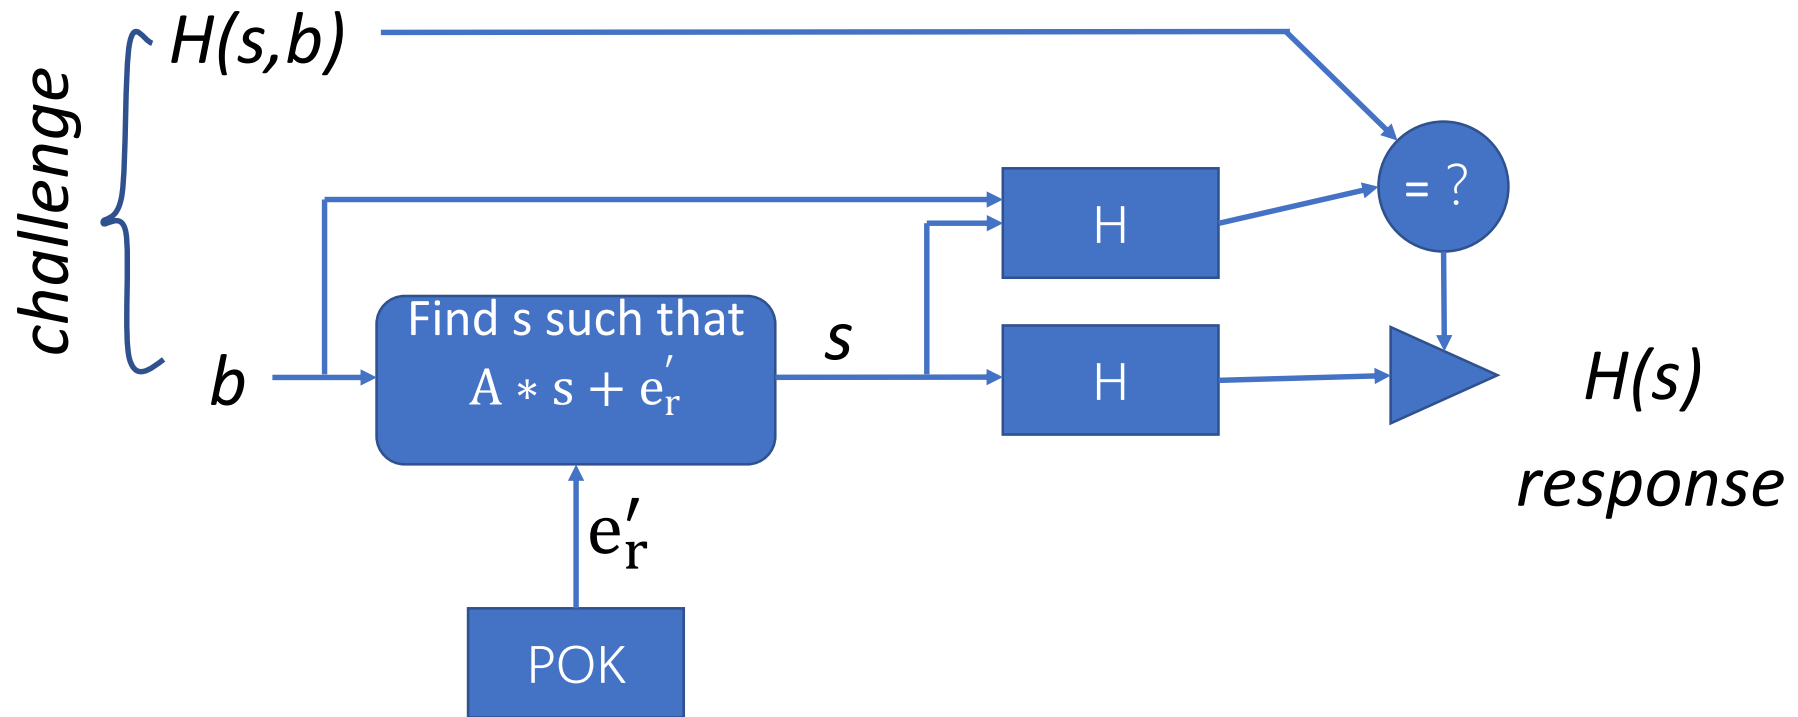 challenge
H(s,b)
= ?
H
Find s such that
A ∗ s + e′r
s
b
H
H(s)
response
e′r
POK